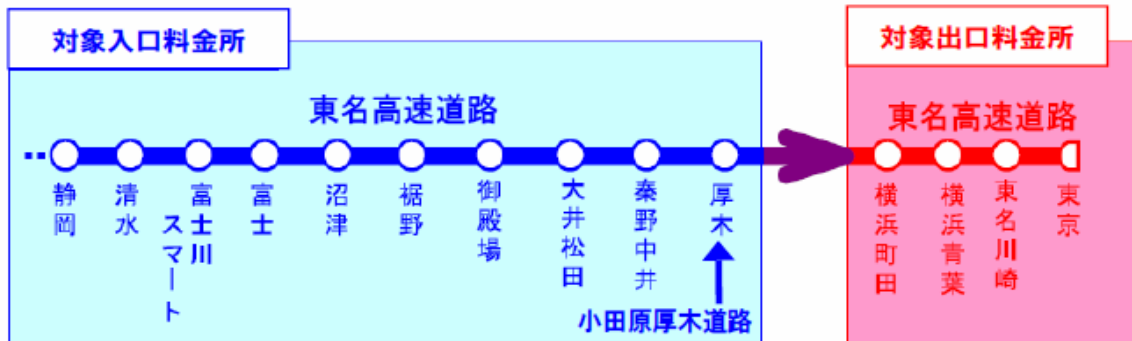 対象入口料金所
対象出口料金所
東名高速道路
東名高速道路
静岡
清水
富士川
スマート
富士
沼津
裾野
御殿場
大井松田
秦野中井
厚木
小田原厚木道路
横浜町田
横浜青葉
東名川崎
東京